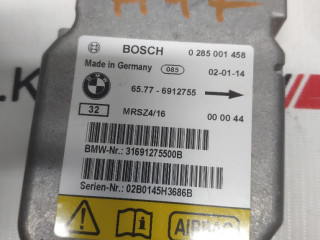 BOSCH 0 285 001 458
Made in Germany 085 02-01-14
65.77 - 6912755
32 MRSZ4/16 00 00 44
BMW-Nr.: 31691275500B
Serien-Nr.: 02B0145H3686B
AIRBAG